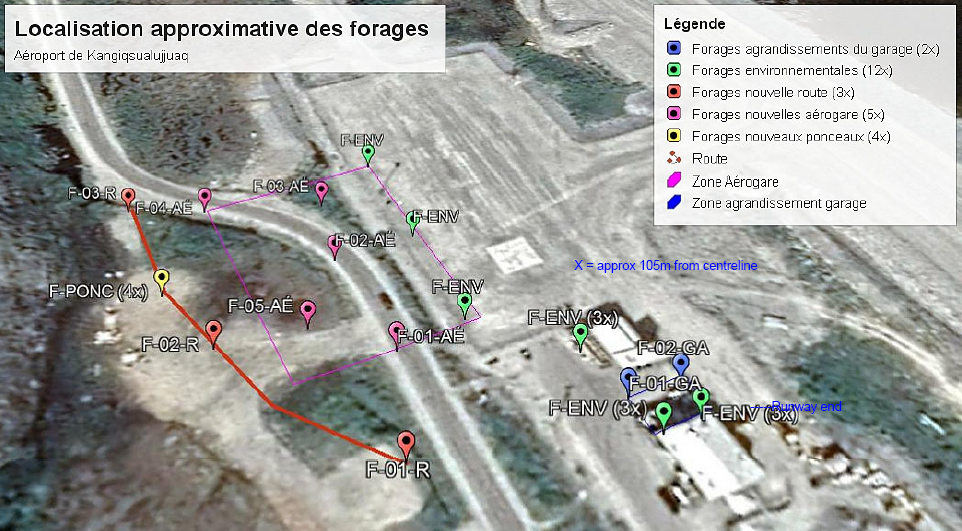 Localisation approximative des forages
Aéroport de Kangiqsualujjuaq
Légende
Forages agrandissements du garage (2x)
Forages environnementales (12x)
Forages nouvelle route (3x)
Forages nouvelles aérogare (5x)
Forages nouveaux ponceaux (4x)
Route
Zone Aérogare
Zone agrandissement garage
F-ENV
F-03-R
F-04-AÉ
F-03-AÉ
F-ENV
F-02-AÉ
X = approx 105m from centreline
F-PONC (4x)
F-ENV
F-05-AÉ
F-ENV (3x)
F-01-AÉ
F-02-R
F-02-GA
F-01-GA
F-ENV (3x)
F-ENV (3x)
Runway end
F-01-R